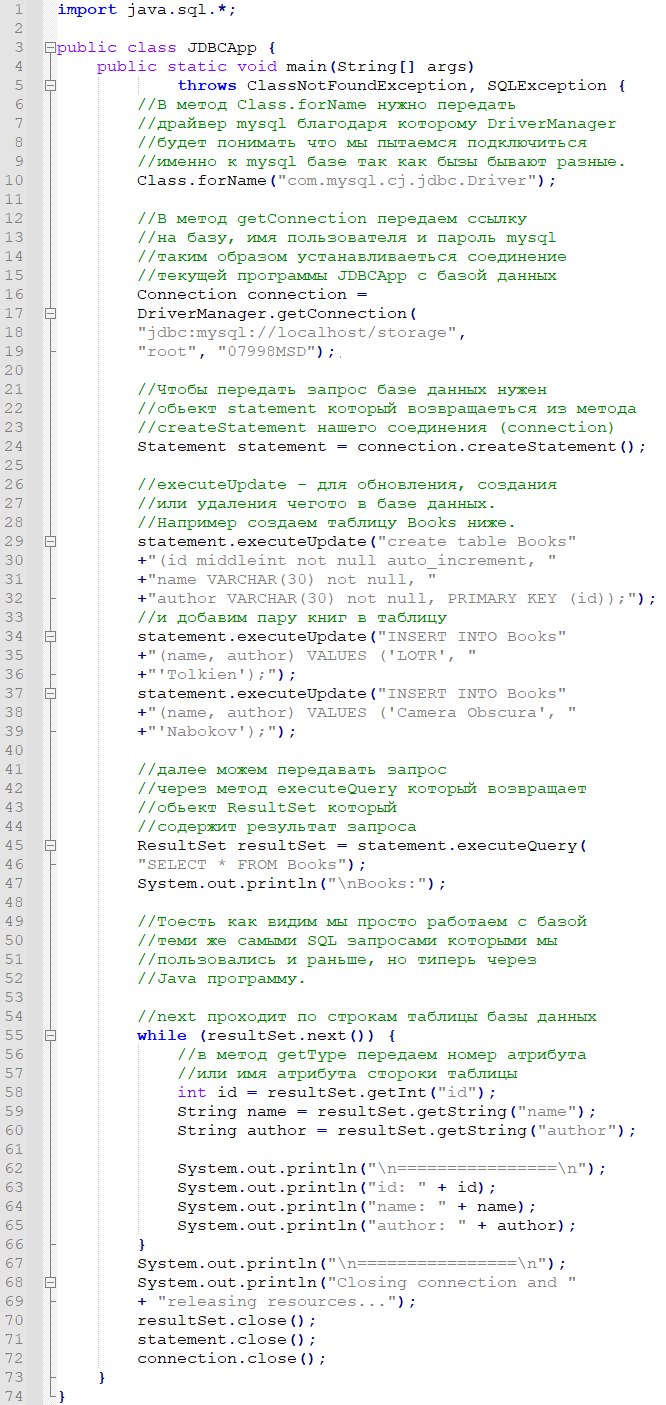 1 import java.sql.*;
2
3 public class JDBCApp {
4 public static void main(String[] args)
5 throws ClassNotFoundException, SQLException {
6 //В метод Class.forName нужно передать
7 //драйвер mysql благодаря которому DriverManager
8 //будет понимать что мы пытаемся подключиться
9 //именно к mysql базе так как бызы бывают разные.
10 Class.forName("com.mysql.cj.jdbc.Driver");
11
12 //В метод getConnection передаем ссылку
13 //на базу, имя пользователя и пароль mysql
14 //таким образом устанавливаеться соединение
15 //текущей программы JDBCApp с базой данных
16 Connection connection =
17 DriverManager.getConnection(
18 "jdbc:mysql://localhost/storage",
19 "root", "07998MSD");
20
21 //Чтобы передать запрос базе данных нужен
22 //обьект statement который возвращаеться из метода
23 //createStatement нашего соединения (connection)
24 Statement statement = connection.createStatement();
25
26 //executeUpdate - для обновления, создания
27 //или удаления чегото в базе данных.
28 //Например создаем таблицу Books ниже.
29 statement.executeUpdate("create table Books"
30 +"(id middleint not null auto_increment, "
31 +"name VARCHAR(30) not null, "
32 +"author VARCHAR(30) not null, PRIMARY KEY (id));");
33 //и добавим пару книг в таблицу
34 statement.executeUpdate("INSERT INTO Books"
35 +"(name, author) VALUES ('LOTR', "
36 +"'Tolkien');");
37 statement.executeUpdate("INSERT INTO Books"
38 +"(name, author) VALUES ('Camera Obscura', "
39 +"'Nabokov');");
40
41 //далее можем передавать запрос
42 //через метод executeQuery который возвращает
43 //обьект ResultSet который
44 //содержит результат запроса
45 ResultSet resultSet = statement.executeQuery(
46 "SELECT * FROM Books");
47 System.out.println("\nBooks:");
48
49 //Тоесть как видим мы просто работаем с базой
50 //теми же самыми SQL запросами которыми мы
51 //пользовались и раньше, но типерь через
52 //Java программу.
53
54 //next проходит по строкам таблицы базы данных
55 while (resultSet.next()) {
56 //в метод getType передаем номер атрибута
57 //или имя атрибута стороки таблицы
58 int id = resultSet.getInt("id");
59 String name = resultSet.getString("name");
60 String author = resultSet.getString("author");
61
62 System.out.println("\n================\n");
63 System.out.println("id: " + id);
64 System.out.println("name: " + name);
65 System.out.println("author: " + author);
66 }
67 System.out.println("\n================\n");
68 System.out.println("Closing connection and "
69 + "releasing resources...");
70 resultSet.close();
71 statement.close();
72 connection.close();
73 }
74 }